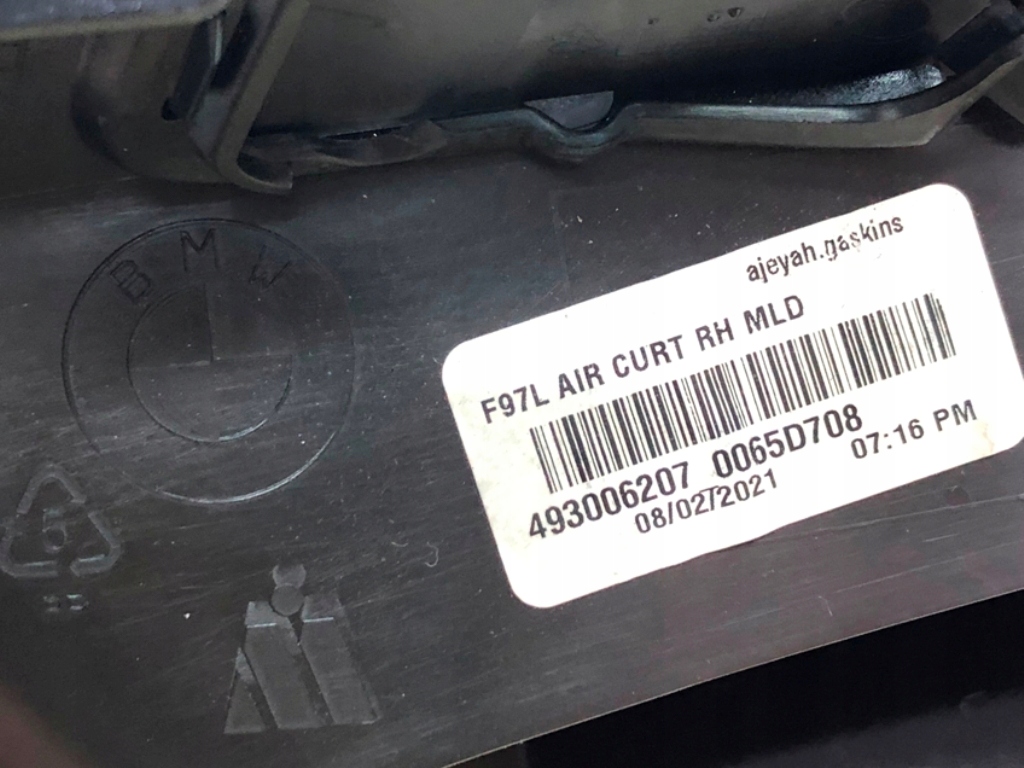 BMW
ajeyah.gaskins
F97L AIR CURT RH MLD
493006207 0065D708
08/02/2021 07:16 PM